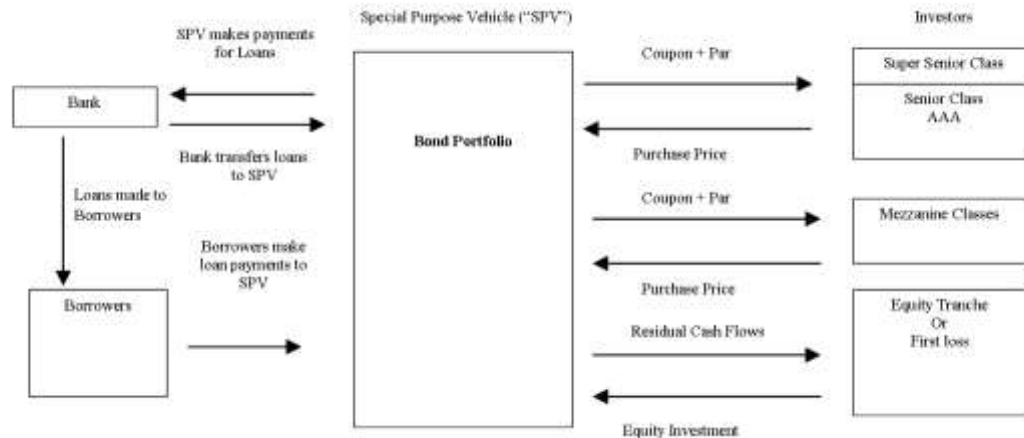 Special Purpose Vehicle (“SPV”)
Investors
SPV makes payments
for Loans
Bank
Bank transfers loans
to SPV
Loans made to
Borrowers
Borrowers make
loan payments to
SPV
Borrowers
Bond Portfolio
Coupon + Par
Purchase Price
Coupon + Par
Purchase Price
Residual Cash Flows
Equity Investment
Super Senior Class
Senior Class
AAA
Mezzanine Classes
Equity Tranche
Or
First loss